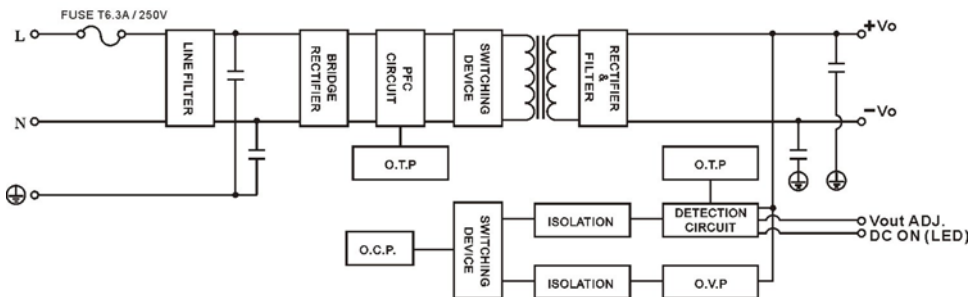 FUSE T6.3A / 250V
L
N
LINE FILTER
BRIDGE
RECTIFIER
PFC
CIRCUIT
SWITCHING
DEVICE
RECTIFIER
&
FILTER
+Vo
−Vo
O.T.P
O.T.P
O.C.P.
SWITCHING
DEVICE
ISOLATION
DETECTION
CIRCUIT
Vout ADJ.
DC ON (LED)
ISOLATION
O.V.P